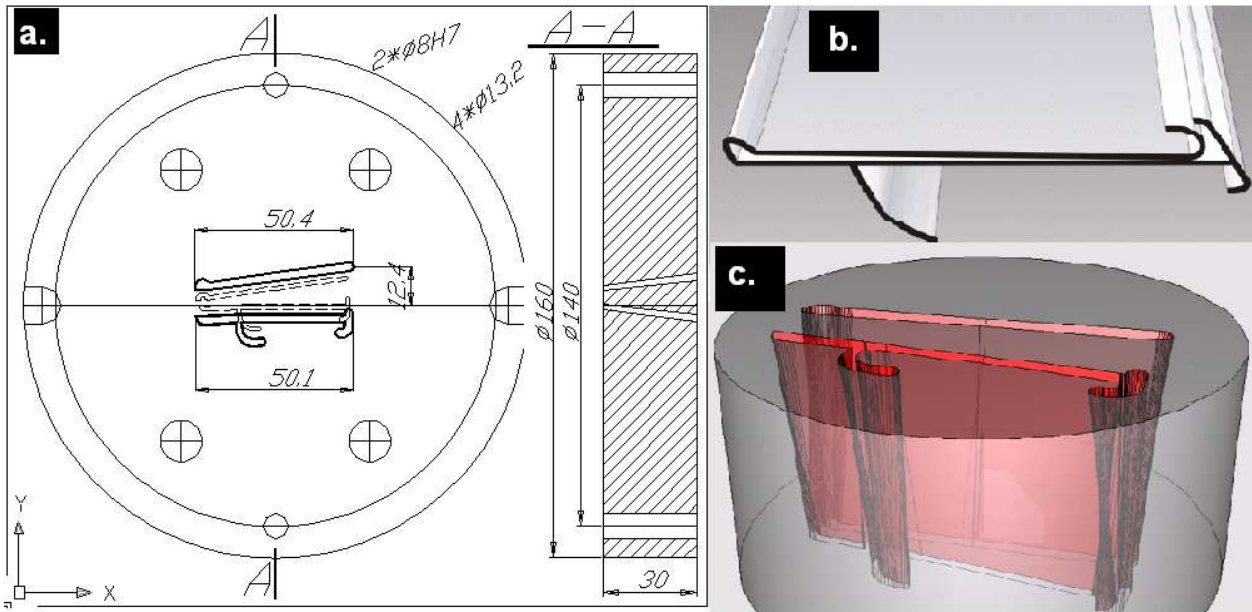 a.
A
A-A
b.
2*Ø8H7
4*Ø13,2
50,4
12,4
Ø160
Ø140
50,1
c.
Y
X
A
30